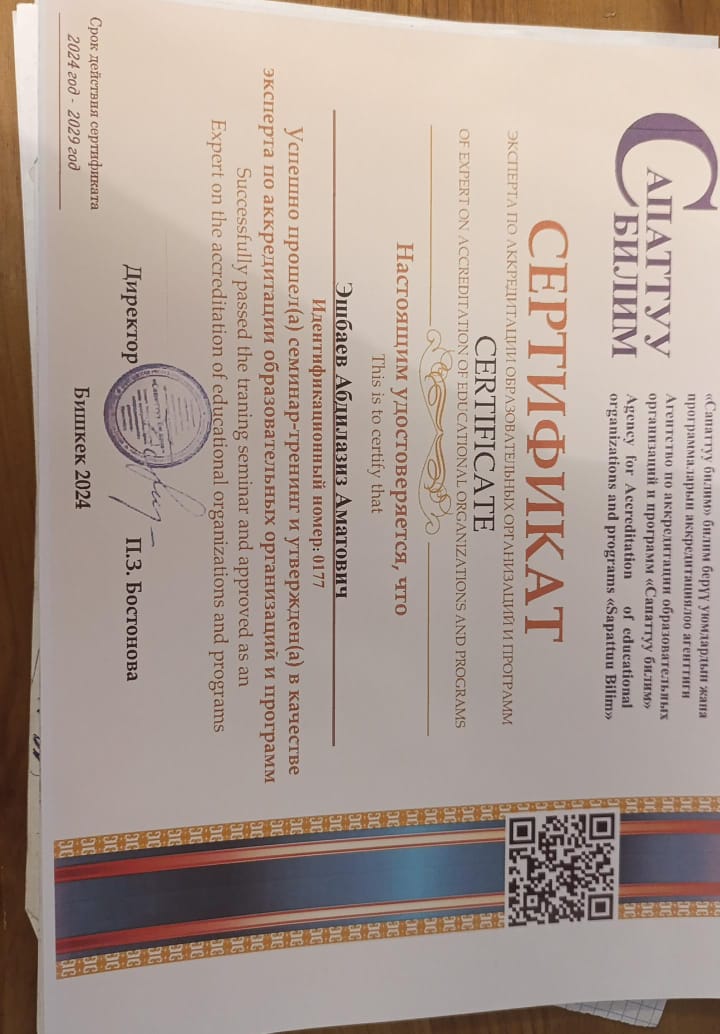 САПАТТУУ
БИЛИМ
«Сапаттуу билим» билим берүү уюмдардын жана
программаларын аккредитациялоо агенттиги
Агентство по аккредитации образовательных
организаций и программ «Сапаттуу билим»
Agency for Accreditation of educational
organizations and programs «Sapattuu Bilim»
СЕРТИФИКАТ
ЭКСПЕРТА ПО АККРЕДИТАЦИИ ОБРАЗОВАТЕЛЬНЫХ ОРГАНИЗАЦИЙ И ПРОГРАММ
CERTIFICATE
OF EXPERT ON ACCREDITATION OF EDUCATIONAL ORGANIZATIONS AND PROGRAMS
Настоящим удостоверяется, что
This is to certify that
Эшбаев Абдилазиз Аматович
Идентификационный номер: 0177
Успешно прошел(а) семинар-тренинг и утвержден(а) в качестве
эксперта по аккредитации образовательных организаций и программ
Successfully passed the traning seminar and approved as an
Expert on the accreditation of educational organizations and programs
Директор П.З. Бостонова
Срок действия сертификата
2024 год - 2029 год
Бишкек 2024